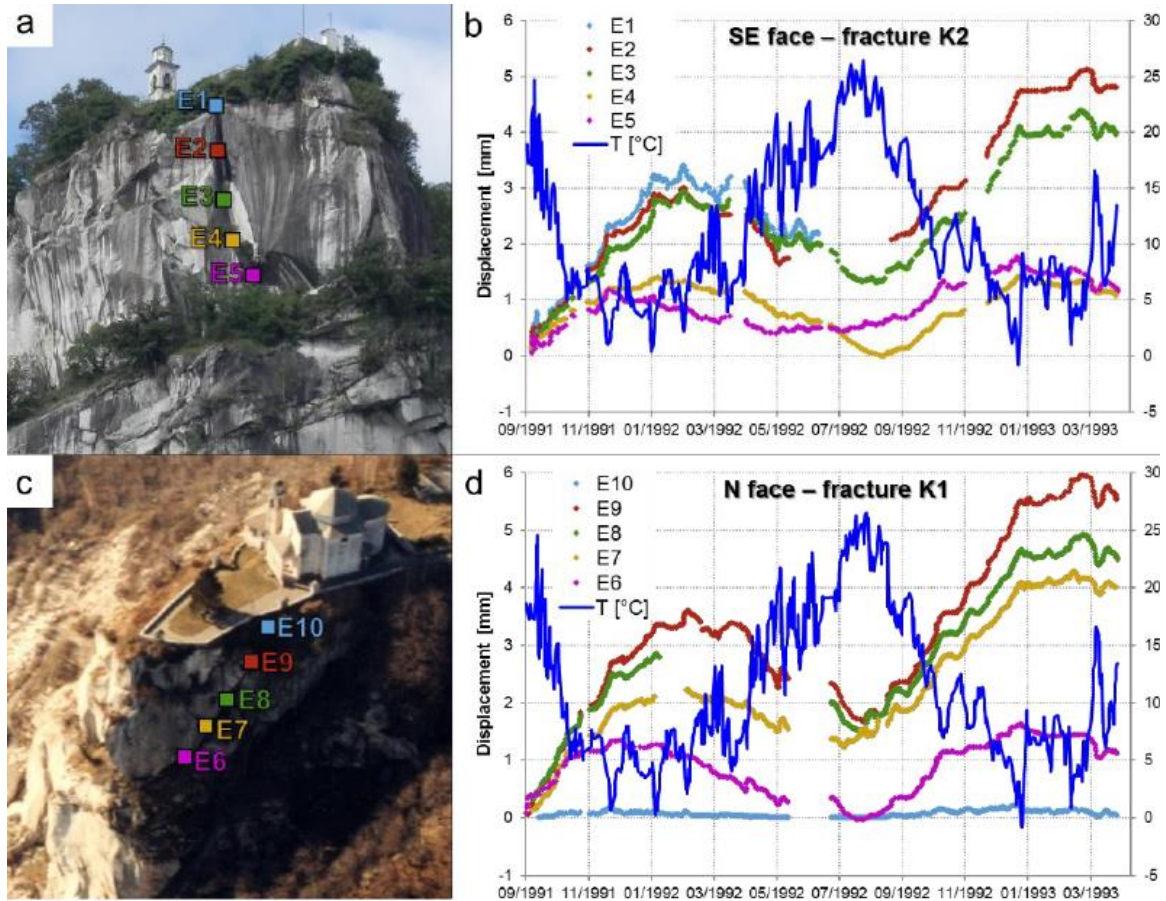 a
E1
E2
E3
E4
E5
b
SE face – fracture K2
E1
E2
E3
E4
E5
T [°C]
Displacement [mm]
6
5
4
3
2
1
0
-1
30
25
20
15
10
5
0
-5
09/1991 11/1991 01/1992 03/1992 05/1992 07/1992 09/1992 11/1992 01/1993 03/1993
c
E10
E9
E8
E7
E6
d
N face – fracture K1
E10
E9
E8
E7
E6
T [°C]
Displacement [mm]
6
5
4
3
2
1
0
-1
30
25
20
15
10
5
0
-5
09/1991 11/1991 01/1992 03/1992 05/1992 07/1992 09/1992 11/1992 01/1993 03/1993